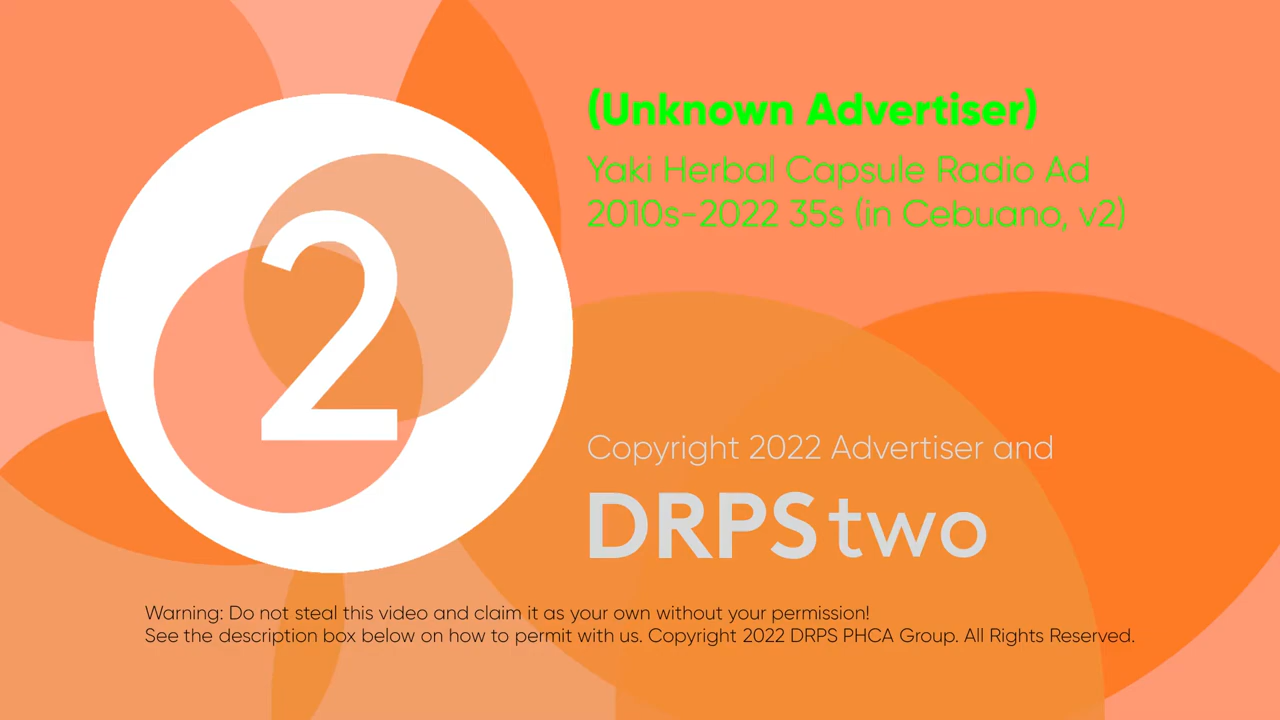 2
(Unknown Advertiser)
Yaki Herbal Capsule Radio Ad
2010s-2022 35s (in Cebuano, v2)
Copyright 2022 Advertiser and
DRPS two
Warning: Do not steal this video and claim it as your own without your permission!
See the description box below on how to permit with us. Copyright 2022 DRPS PHCA Group. All Rights Reserved.